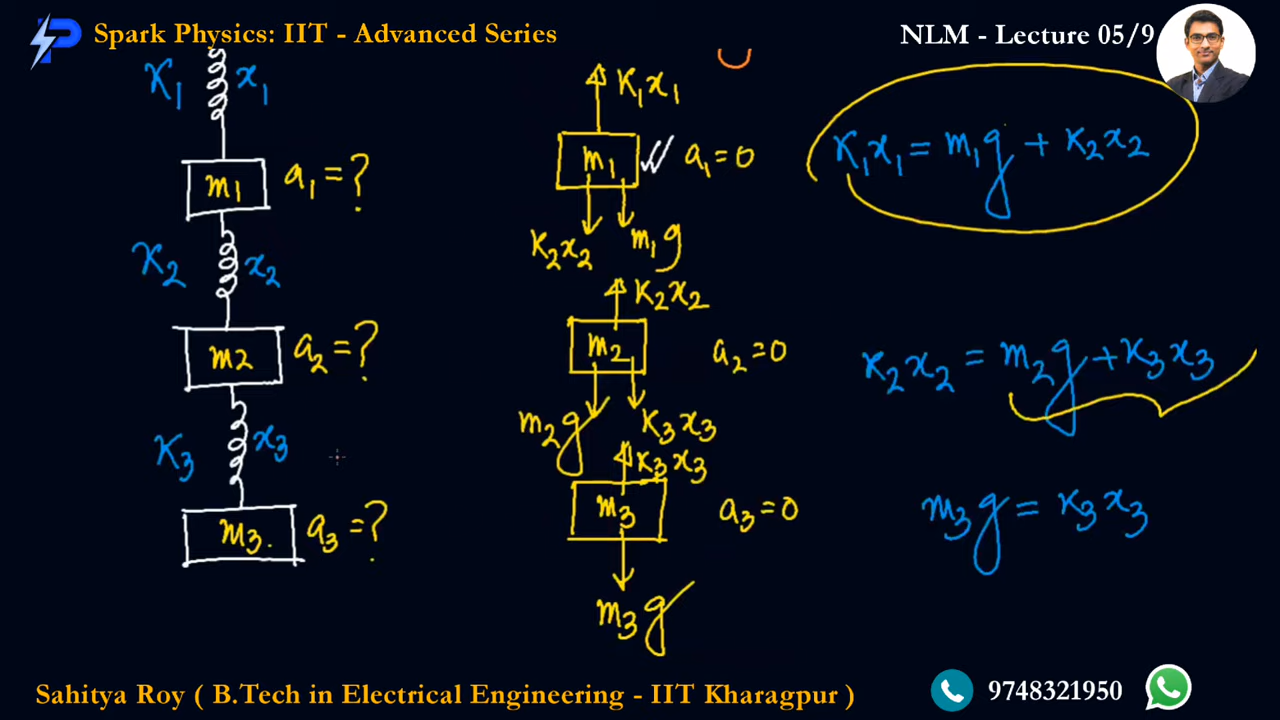 Spark Physics: IIT - Advanced Series
NLM - Lecture 05/9
K1 x1
m1 a1 = ?
K2 x2
m2 a2 = ?
K3 x3
m3. a3 = ?
K1x1
m1 a1 = 0
K2x2 m1g
K2x2
m2 a2 = 0
m2g K3x3
K3x3
m3 a3 = 0
m3g
K1x1 = m1g + K2x2
K2x2 = m2g + K3x3
m3g = K3x3
Sahitya Roy ( B.Tech in Electrical Engineering - IIT Kharagpur )
9748321950